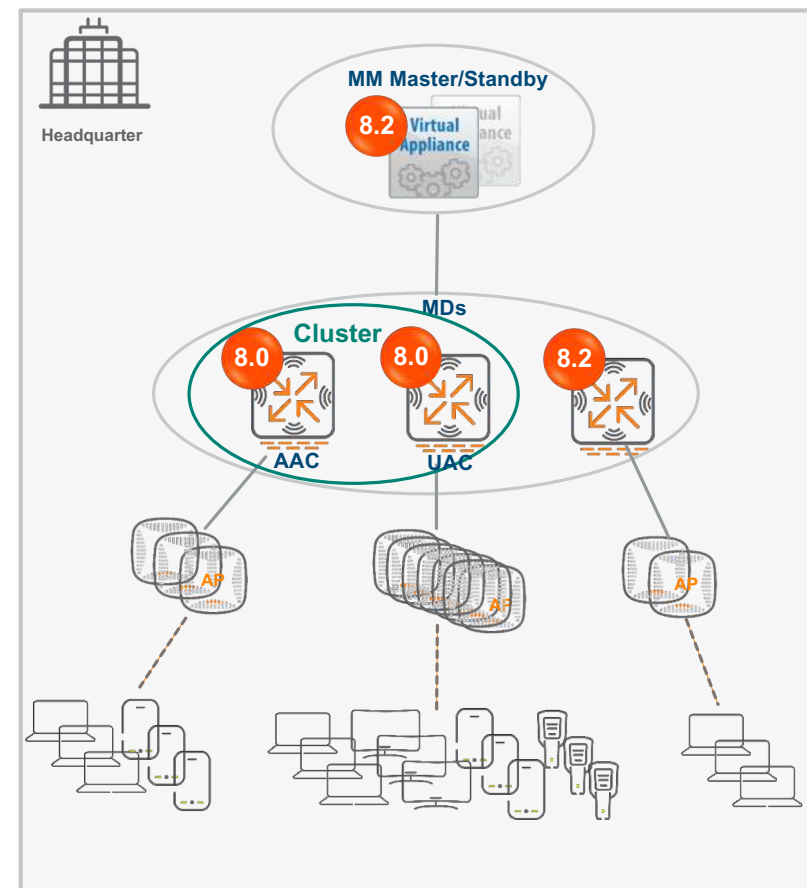 MM Master/Standby
8.2
Virtual
Appliance
Headquarter
MDs
Cluster
8.0
8.0
8.2
AAC
UAC
AP
AP
AP